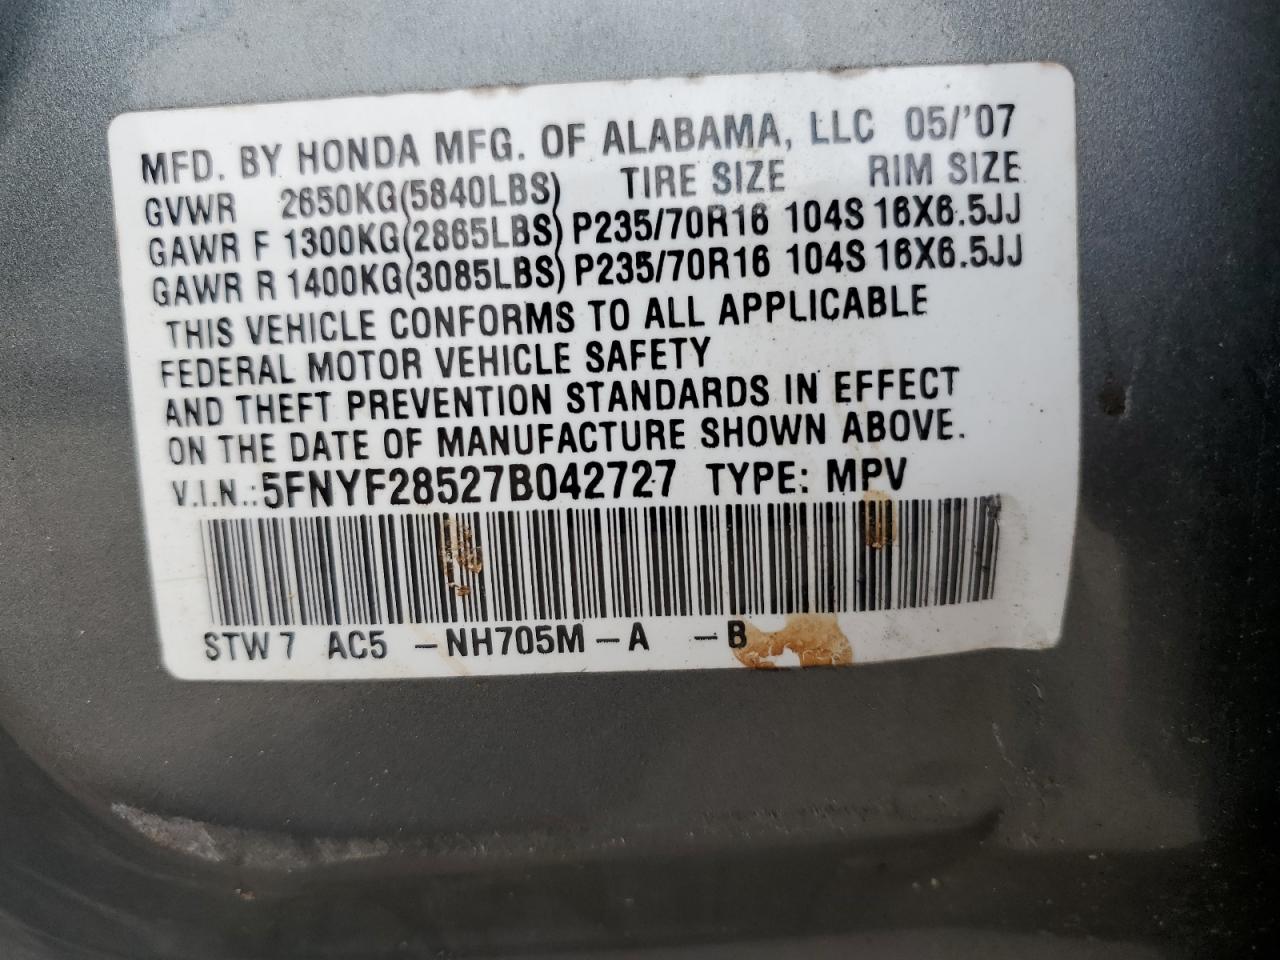 MFD. BY HONDA MFG. OF ALABAMA, LLC 05/'07
GVWR 2650KG(5840LBS) TIRE SIZE RIM SIZE
GAWR F 1300KG(2865LBS) P235/70R16 104S 16X6.5JJ
GAWR R 1400KG(3085LBS) P235/70R16 104S 16X6.5JJ
THIS VEHICLE CONFORMS TO ALL APPLICABLE
FEDERAL MOTOR VEHICLE SAFETY
AND THEFT PREVENTION STANDARDS IN EFFECT
ON THE DATE OF MANUFACTURE SHOWN ABOVE.
V.I.N.: 5FNYF28527B042727 TYPE: MPV
STW7 AC5 -NH705M-A -B